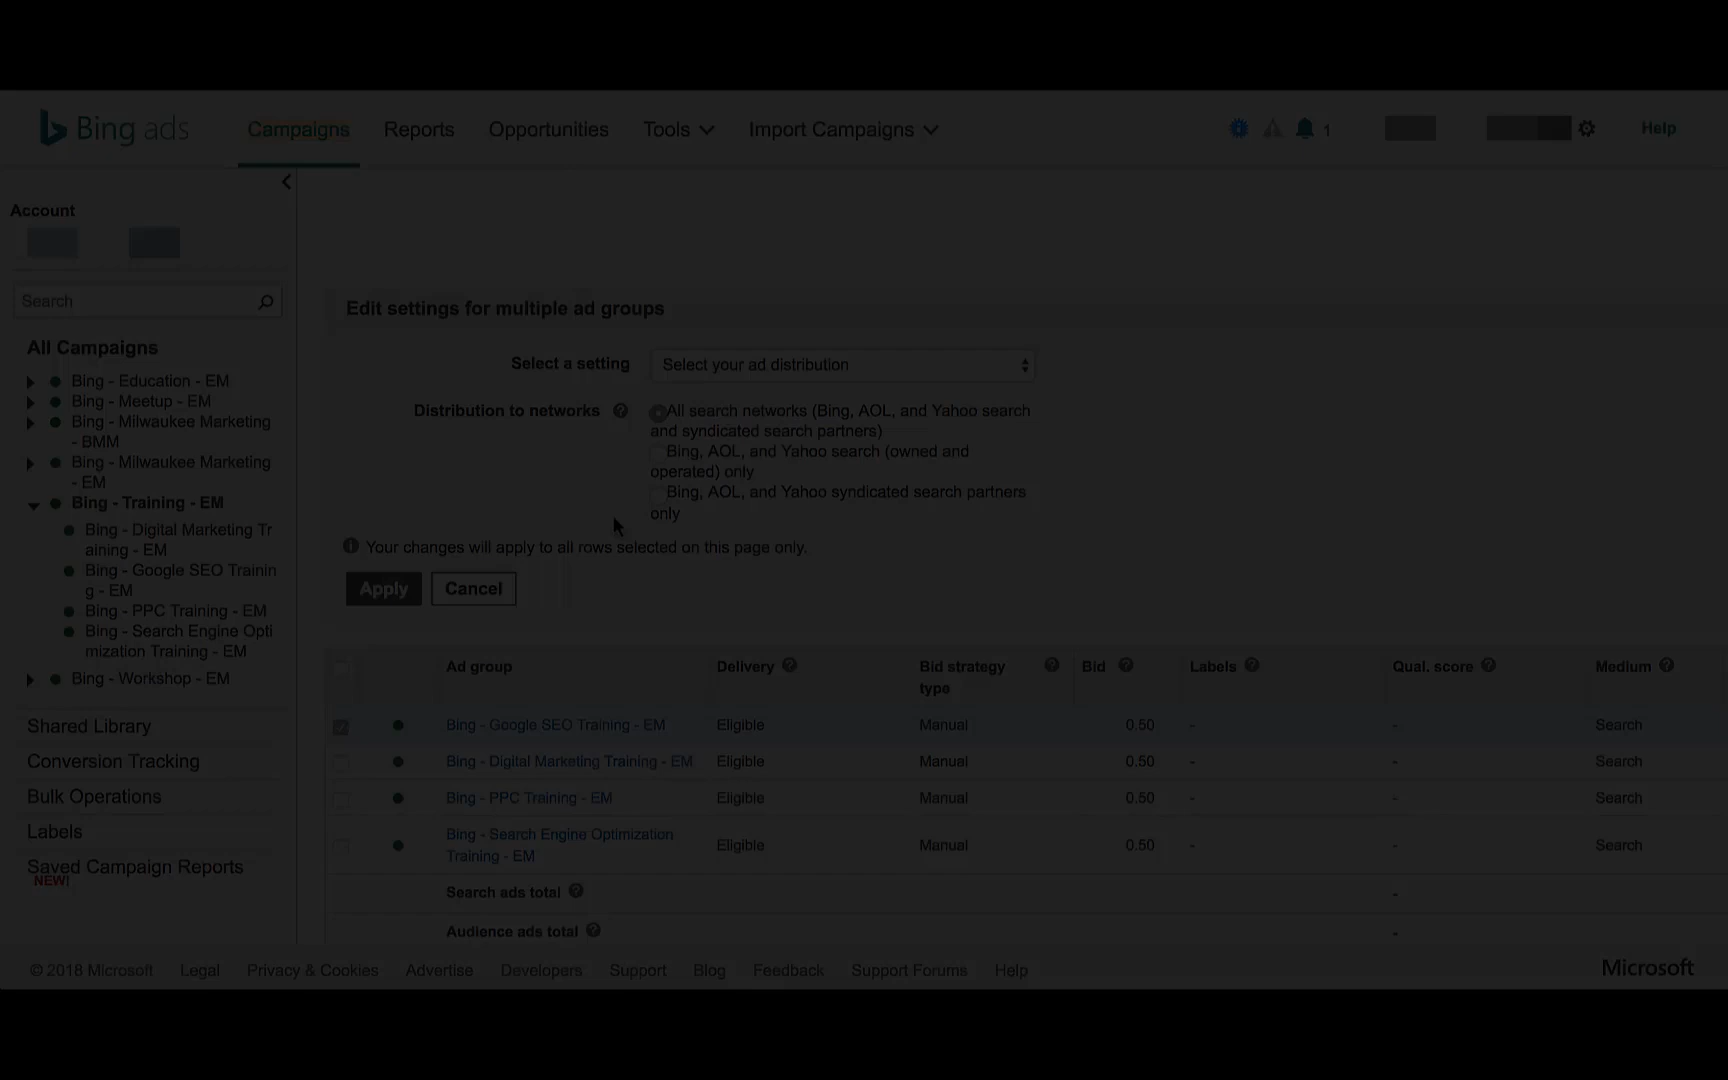 Bing ads
Campaigns Reports Opportunities Tools Import Campaigns 1 Help
Account
Search
All Campaigns
Bing - Education - EM
Bing - Meetup - EM
Bing - Milwaukee Marketing
- BMM
Bing - Milwaukee Marketing
- EM
Bing - Training - EM
Bing - Digital Marketing Tr
aining - EM
Bing - Google SEO Trainin
g - EM
Bing - PPC Training - EM
Bing - Search Engine Opti
mization Training - EM
Bing - Workshop - EM
Shared Library
Conversion Tracking
Bulk Operations
Labels
Saved Campaign Reports
NEW!
Edit settings for multiple ad groups
Select a setting Select your ad distribution
Distribution to networks All search networks (Bing, AOL, and Yahoo search
and syndicated search partners)
Bing, AOL, and Yahoo search (owned and
operated) only
Bing, AOL, and Yahoo syndicated search partners
only
Your changes will apply to all rows selected on this page only.
Apply Cancel
Ad group Delivery Bid strategy Bid Labels Qual. score Medium
type
Bing - Google SEO Training - EM Eligible Manual 0.50 - - Search
Bing - Digital Marketing Training - EM Eligible Manual 0.50 - - Search
Bing - PPC Training - EM Eligible Manual 0.50 - - Search
Bing - Search Engine Optimization
Training - EM Eligible Manual 0.50 - - Search
Search ads total -
Audience ads total -
© 2018 Microsoft Legal Privacy & Cookies Advertise Developers Support Blog Feedback Support Forums Help Microsoft